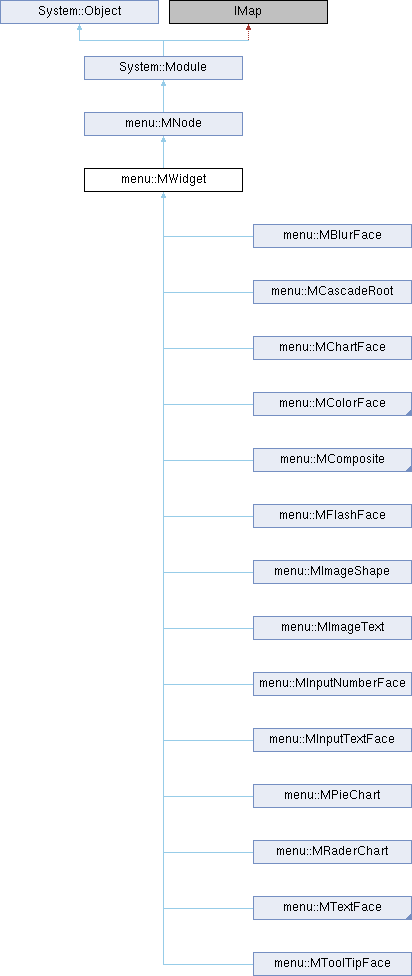 System::Object
IMap
System::Module
menu::MNode
menu::MWidget
menu::MBlurFace
menu::MCascadeRoot
menu::MChartFace
menu::MColorFace
menu::MComposite
menu::MFlashFace
menu::MImageShape
menu::MImageText
menu::MInputNumberFace
menu::MInputTextFace
menu::MPieChart
menu::MRaderChart
menu::MTextFace
menu::MToolTipFace